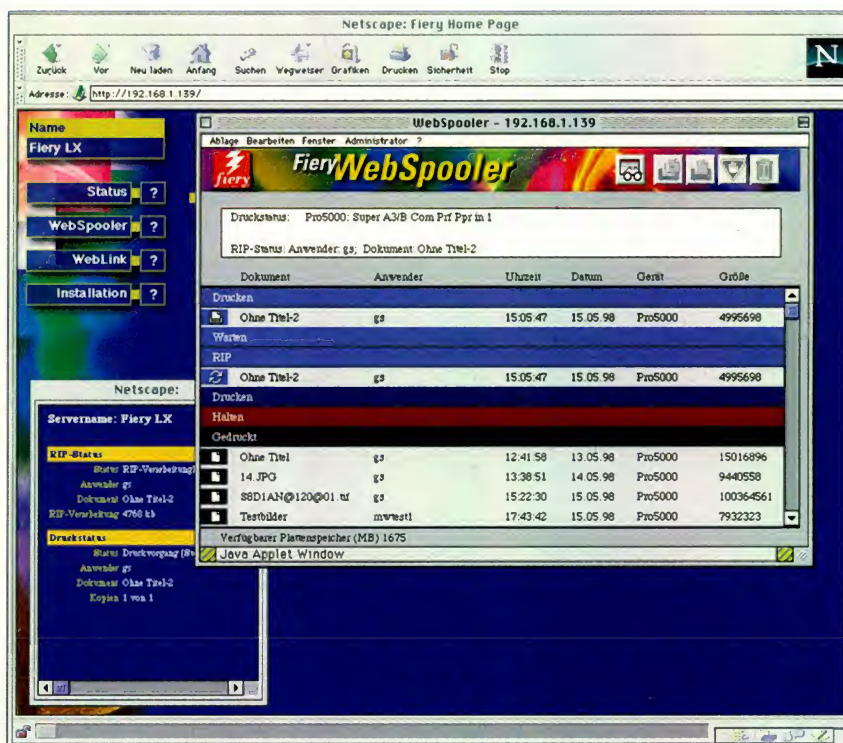 Netscape: Fiery Home Page
Zurück Vor Neu laden Anfang Suchen Wegweiser Grafiken Drucken Sicherheit Stop
N
Adresse: http://192.168.1.139/
Name
Fiery LX
Status ?
WebSpooler ?
WebLink ?
Installation ?
WebSpooler - 192.168.1.139
Ablage Bearbeiten Fenster Administrator ?
fiery
Fiery WebSpooler
Druckstatus: Pro5000: Super A3/B Com Prf Ppr in 1
RIP-Status: Anwender: gs; Dokument: Ohne Titel-2
Dokument Anwender Uhrzeit Datum Gerät Größe
Drucken
Ohne Titel-2 gs 15:05:47 15.05.98 Pro5000 4995698
Warten
RIP
Ohne Titel-2 gs 15:05:47 15.05.98 Pro5000 4995698
Drucken
Halten
Gedruckt
Ohne Titel gs 12:41:58 13.05.98 Pro5000 15016896
14.JPG gs 13:38:51 14.05.98 Pro5000 9440558
S8D1AN@120@01.tif gs 15:22:30 15.05.98 Pro5000 100364561
Testbilder mwtest1 17:43:42 15.05.98 Pro5000 7932323
Verfügbarer Plattenspeicher (MB) 1675
Java Applet Window
Netscape:
Servername: Fiery LX
RIP-Status
Status RIP-Verarbeitung
Anwender gs
Dokument Ohne Titel-2
RIP-Verarbeitung 4768 kb
Druckstatus
Status Druckvorgang
Anwender gs
Dokument Ohne Titel-2
Kopien 1 von 1